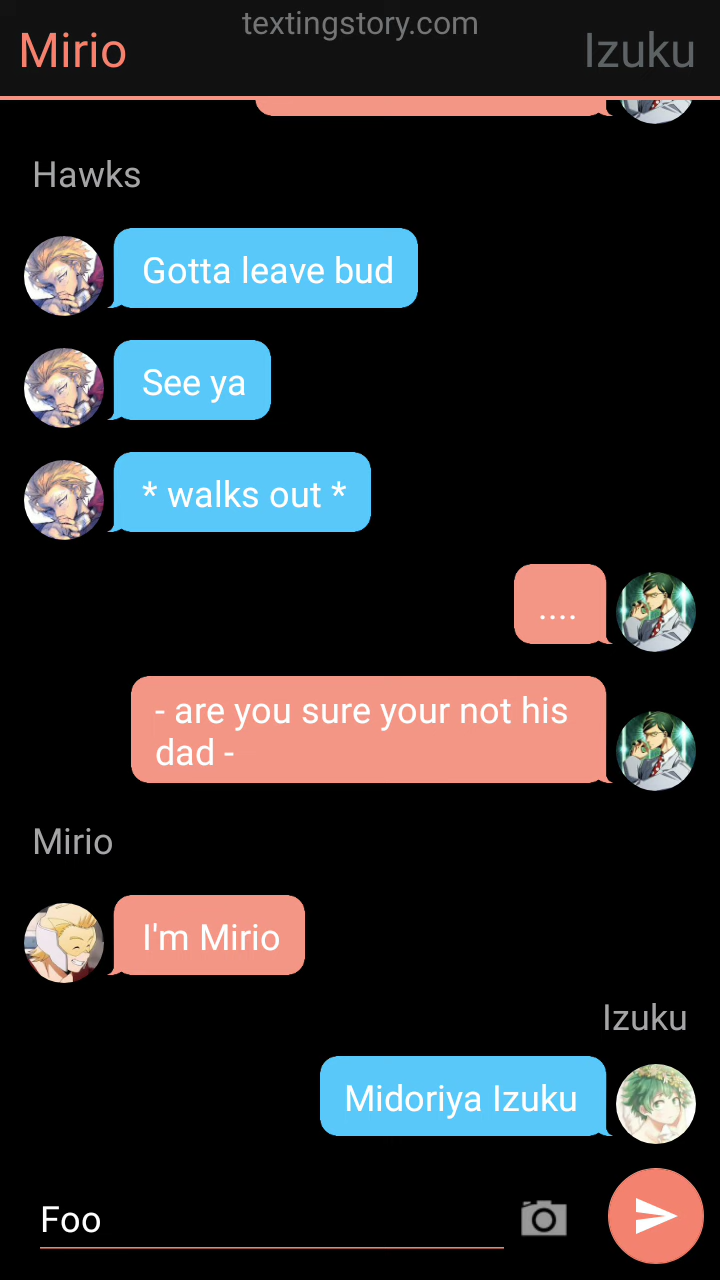 textingstory.com
Mirio
Izuku
Hawks
Gotta leave bud
See ya
* walks out *
....
- are you sure your not his
dad -
Mirio
I'm Mirio
Izuku
Midoriya Izuku
Foo